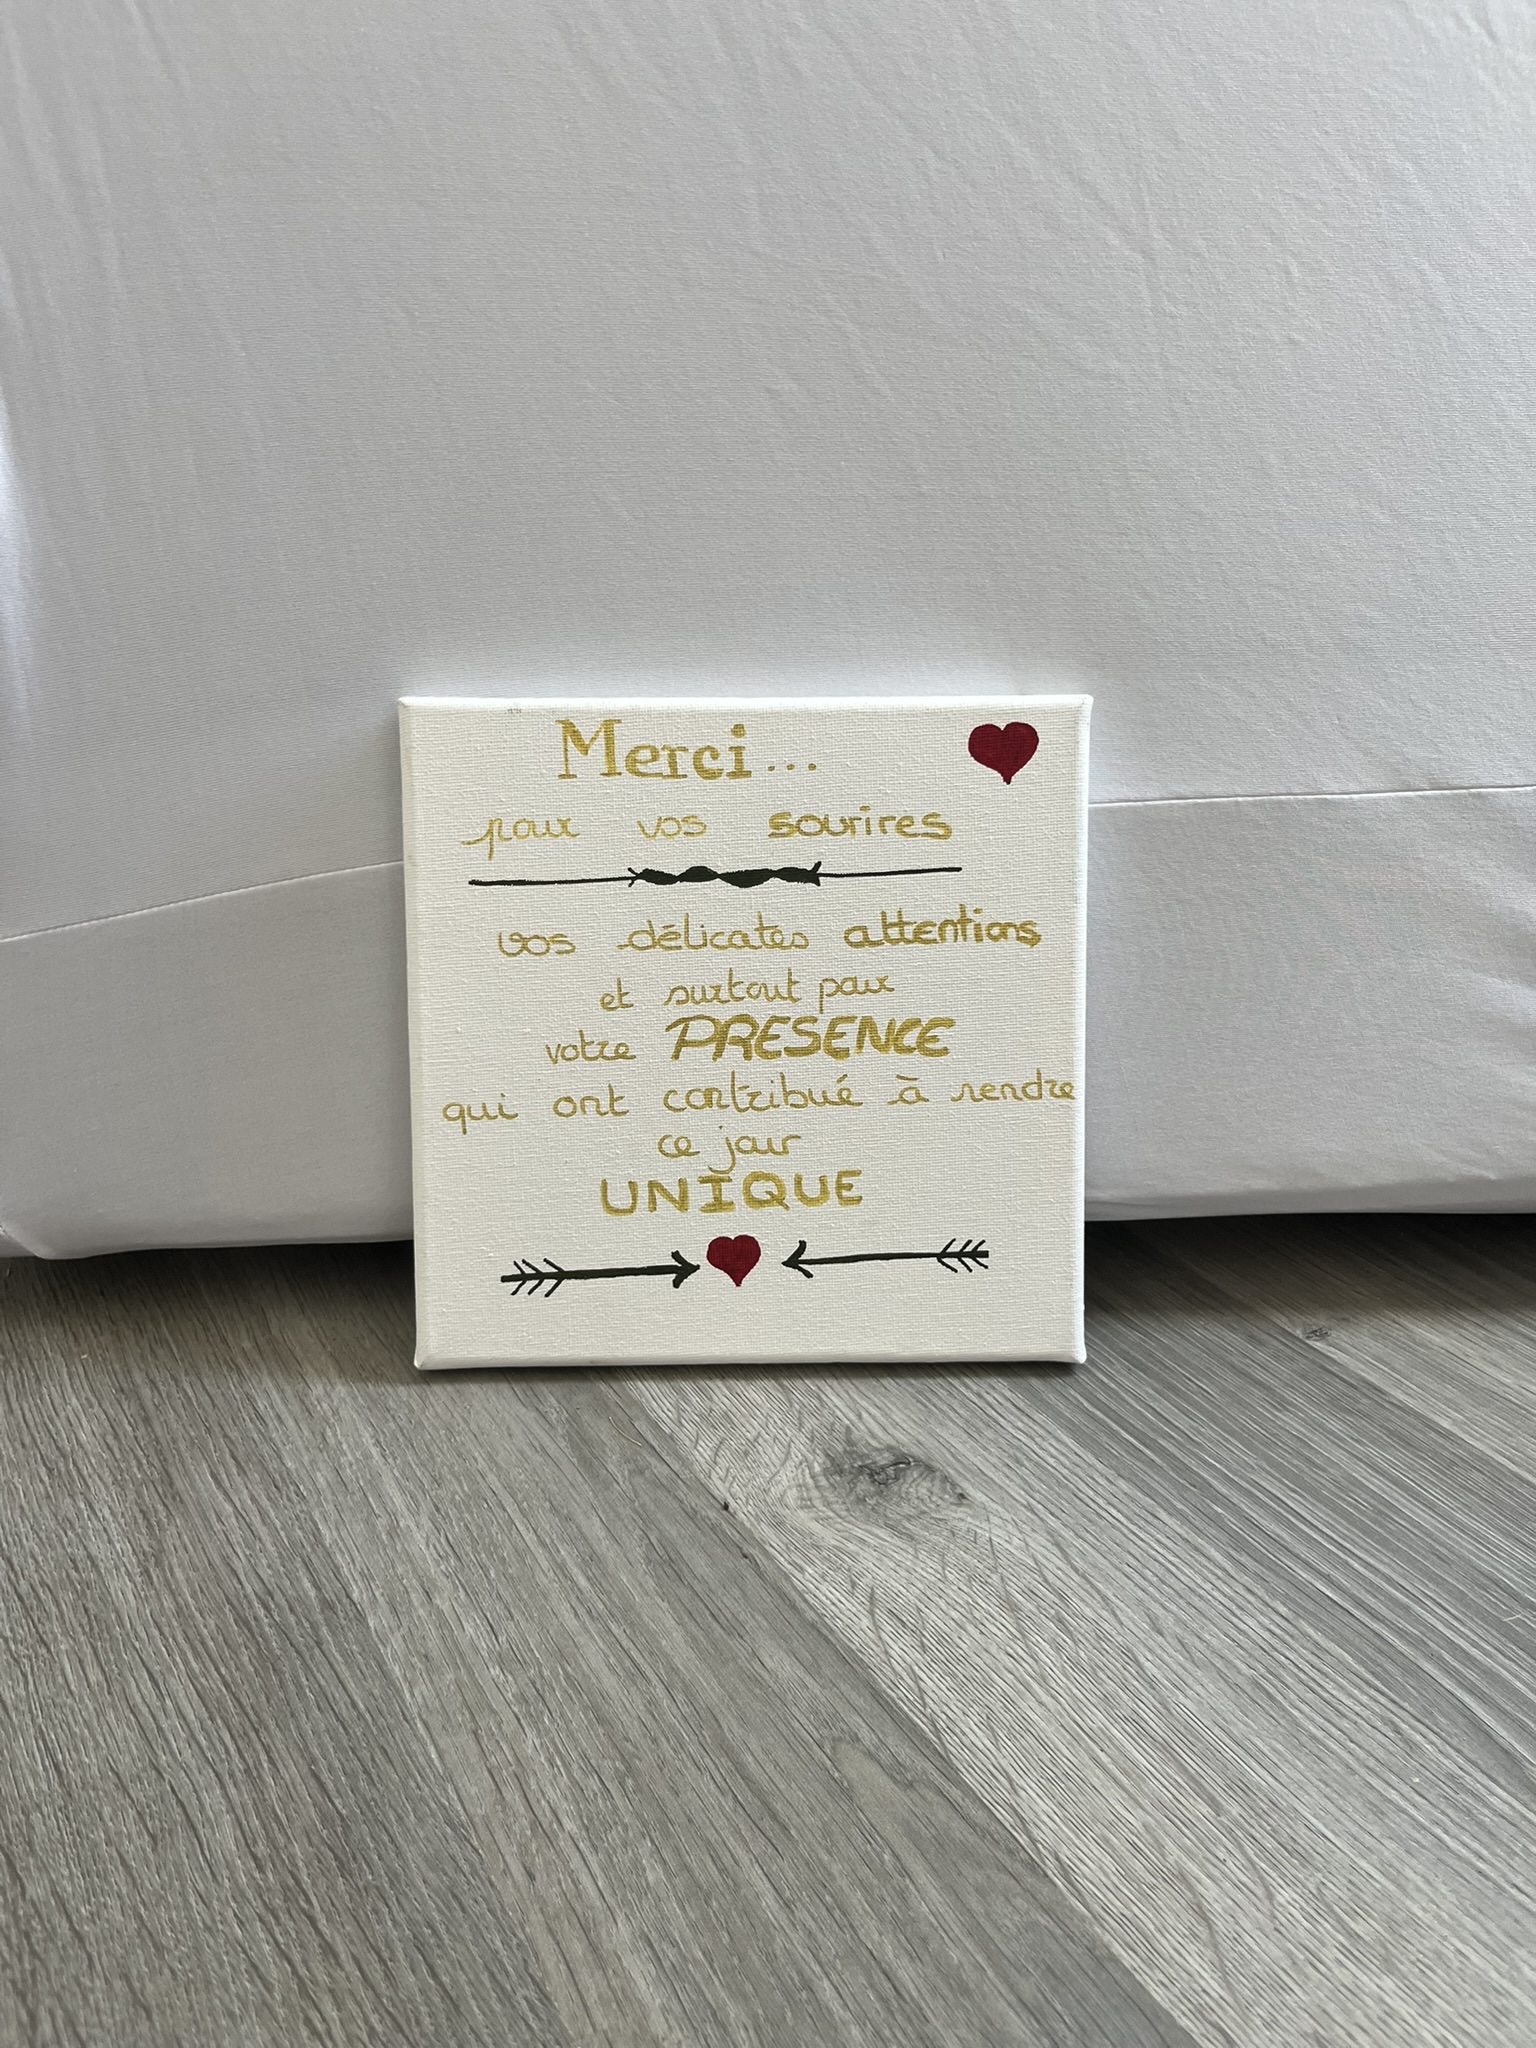 Merci...
pour vos sourires
vos délicates attentions
et surtout pour
votre PRESENCE
qui ont contribué à rendre
ce jour
UNIQUE